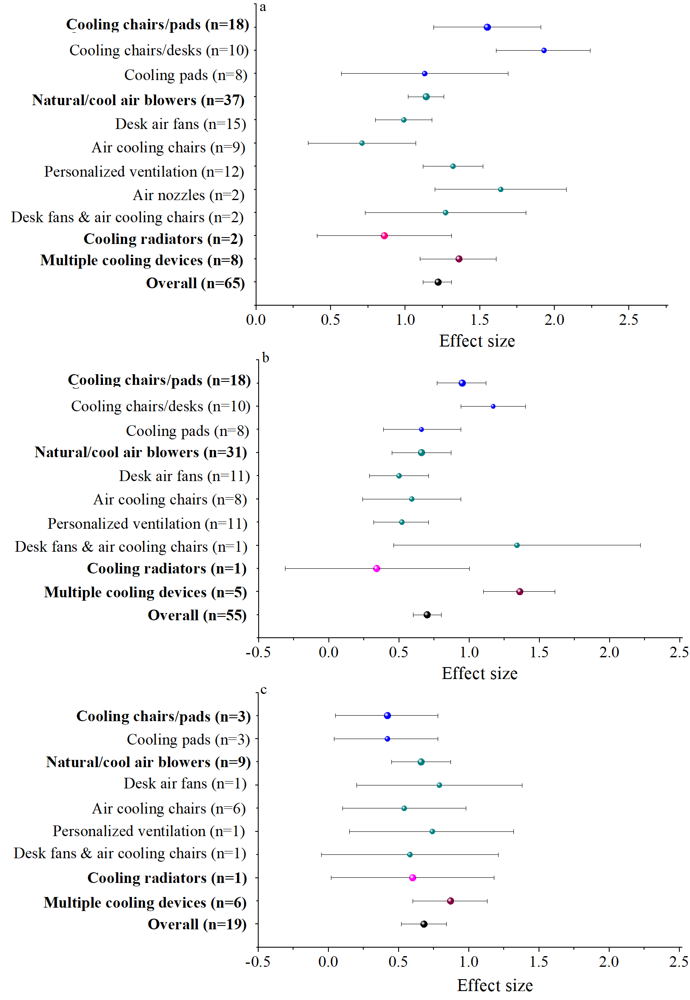 a
Cooling chairs/pads (n=18)
Cooling chairs/desks (n=10)
Cooling pads (n=8)
Natural/cool air blowers (n=37)
Desk air fans (n=15)
Air cooling chairs (n=9)
Personalized ventilation (n=12)
Air nozzles (n=2)
Desk fans & air cooling chairs (n=2)
Cooling radiators (n=2)
Multiple cooling devices (n=8)
Overall (n=65)
0.0 0.5 1.0 1.5 2.0 2.5
Effect size
b
Cooling chairs/pads (n=18)
Cooling chairs/desks (n=10)
Cooling pads (n=8)
Natural/cool air blowers (n=31)
Desk air fans (n=11)
Air cooling chairs (n=8)
Personalized ventilation (n=11)
Desk fans & air cooling chairs (n=1)
Cooling radiators (n=1)
Multiple cooling devices (n=5)
Overall (n=55)
-0.5 0.0 0.5 1.0 1.5 2.0 2.5
Effect size
c
Cooling chairs/pads (n=3)
Cooling pads (n=3)
Natural/cool air blowers (n=9)
Desk air fans (n=1)
Air cooling chairs (n=6)
Personalized ventilation (n=1)
Desk fans & air cooling chairs (n=1)
Cooling radiators (n=1)
Multiple cooling devices (n=6)
Overall (n=19)
-0.5 0.0 0.5 1.0 1.5 2.0 2.5
Effect size